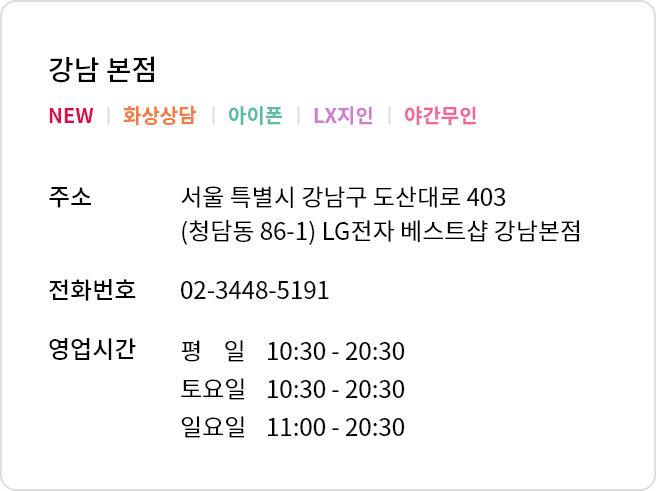 강남 본점
NEW | 화상상담 | 아이폰 | LX지인 | 야간무인
주소 서울 특별시 강남구 도산대로 403
(청담동 86-1) LG전자 베스트샵 강남본점
전화번호 02-3448-5191
영업시간 평 일 10:30 - 20:30
토요일 10:30 - 20:30
일요일 11:00 - 20:30